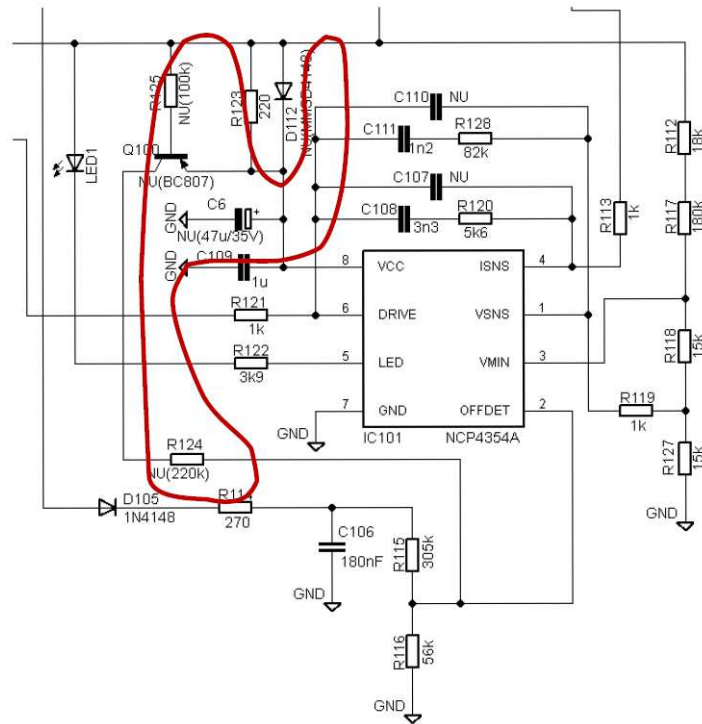 R125
NU(100k)
R123
220
D112
NU(MMSD4148)
C110
NU
C111
1n2
R128
82k
R112
18k
LED1
Q100
NU(BC807)
C107
NU
C108
3n3
R120
5k6
R113
1k
R117
180k
C6
+
GND
NU(47u/35V)
GND
C109
1u
8
VCC
ISNS
4
R121
1k
6
DRIVE
VSNS
1
R122
3k9
5
LED
VMIN
3
R118
15k
7
GND
OFFDET
2
GND
IC101
NCP4354A
R119
1k
R127
15k
R124
NU(220k)
D105
1N4148
R114
270
GND
C106
180nF
R115
305k
GND
R116
56k
GND